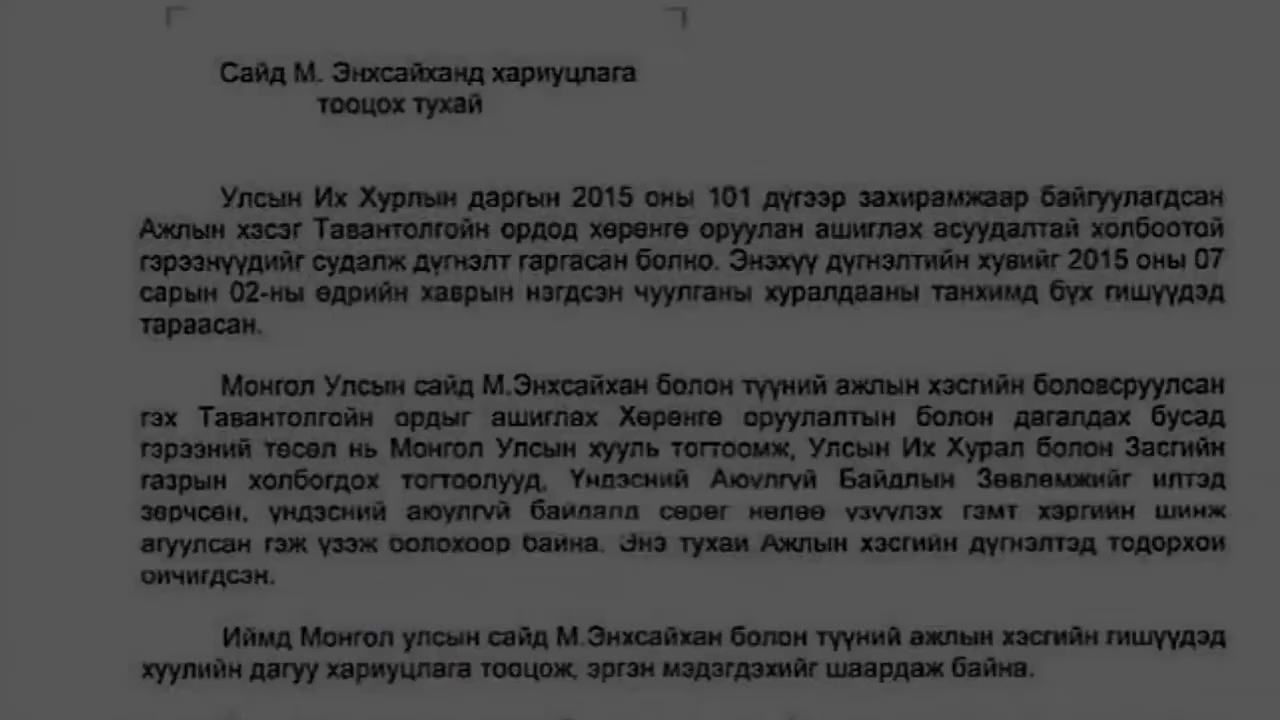 Сайд М. Энхсайханд хариуцлага
тооцох тухай
Улсын Их Хурлын даргын 2015 оны 101 дүгээр захирамжаар байгуулагдсан
Ажлын хэсэг Тавантолгойн ордод хөрөнгө оруулан ашиглах асуудалтай холбоотой
гэрээнүүдийг судалж дүгнэлт гаргасан болно. Энэхүү дүгнэлтийн хувийг 2015 оны 07
сарын 02-ны өдрийн хаврын нэгдсэн чуулганы хуралдааны танхимд бүх гишүүдэд
тараасан.
Монгол Улсын сайд М.Энхсайхан болон түүний ажлын хэсгийн боловсруулсан
гэх Тавантолгойн ордыг ашиглах Хөрөнгө оруулалтын болон дагалдах бусад
гэрээний төсөл нь Монгол Улсын хууль тогтоомж, Улсын Их Хурал болон Засгийн
газрын холбогдох тогтоолууд, Үндэсний Аюулгүй Байдлын Зөвлөмжийг илтэд
зөрчсөн, үндэсний аюулгүй байдалд сөрөг нөлөө үзүүлэх гэмт хэргийн шинж
агуулсан гэж үзэж болохоор байна. Энэ тухай Ажлын хэсгийн дүгнэлтэд тодорхой
бичигдсэн.
Иймд Монгол улсын сайд М.Энхсайхан болон түүний ажлын хэсгийн гишүүдэд
хуулийн дагуу хариуцлага тооцож, эргэн мэдэгдэхийг шаардаж байна.